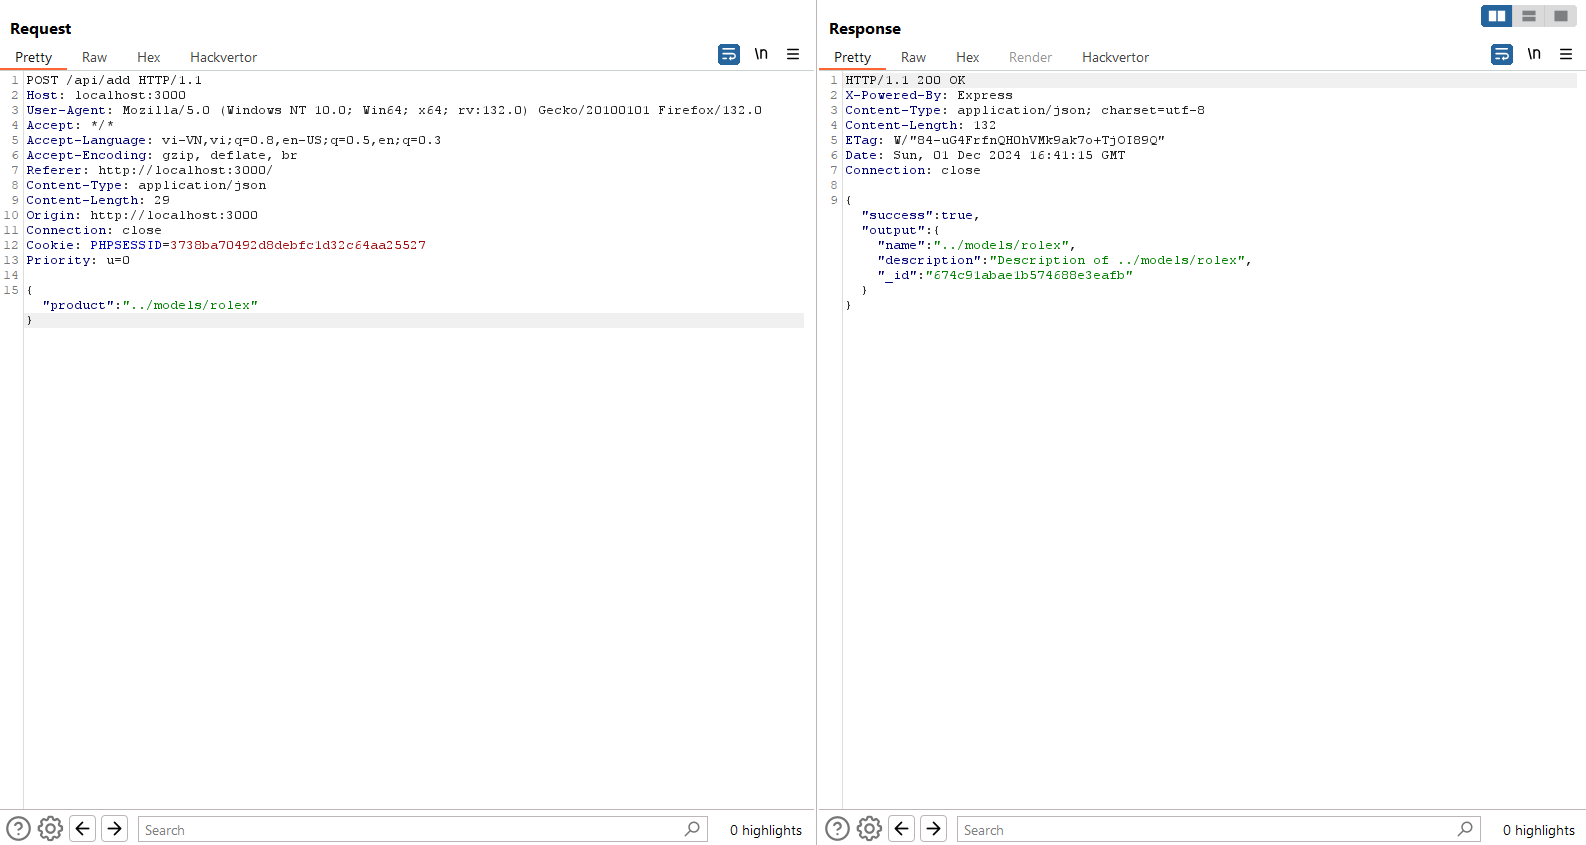 Request
Pretty Raw Hex Hackvertor \n
1 POST /api/add HTTP/1.1
2 Host: localhost:3000
3 User-Agent: Mozilla/5.0 (Windows NT 10.0; Win64; x64; rv:132.0) Gecko/20100101 Firefox/132.0
4 Accept: */*
5 Accept-Language: vi-VN,vi;q=0.8,en-US;q=0.5,en;q=0.3
6 Accept-Encoding: gzip, deflate, br
7 Referer: http://localhost:3000/
8 Content-Type: application/json
9 Content-Length: 29
10 Origin: http://localhost:3000
11 Connection: close
12 Cookie: PHPSESSID=3738ba70492d8debfc1d32c64aa25527
13 Priority: u=0
14
15 {
"product":"../models/rolex"
}
Search 0 highlights
Response
Pretty Raw Hex Render Hackvertor \n
1 HTTP/1.1 200 OK
2 X-Powered-By: Express
3 Content-Type: application/json; charset=utf-8
4 Content-Length: 132
5 ETag: W/"84-uG4FrfnQH0hVMk9ak7o+TjOI89Q"
6 Date: Sun, 01 Dec 2024 16:41:15 GMT
7 Connection: close
8
9 {
"success":true,
"output":{
"name":"../models/rolex",
"description":"Description of ../models/rolex",
"_id":"674c91abae1b574688e3eafb"
}
}
Search 0 highlights